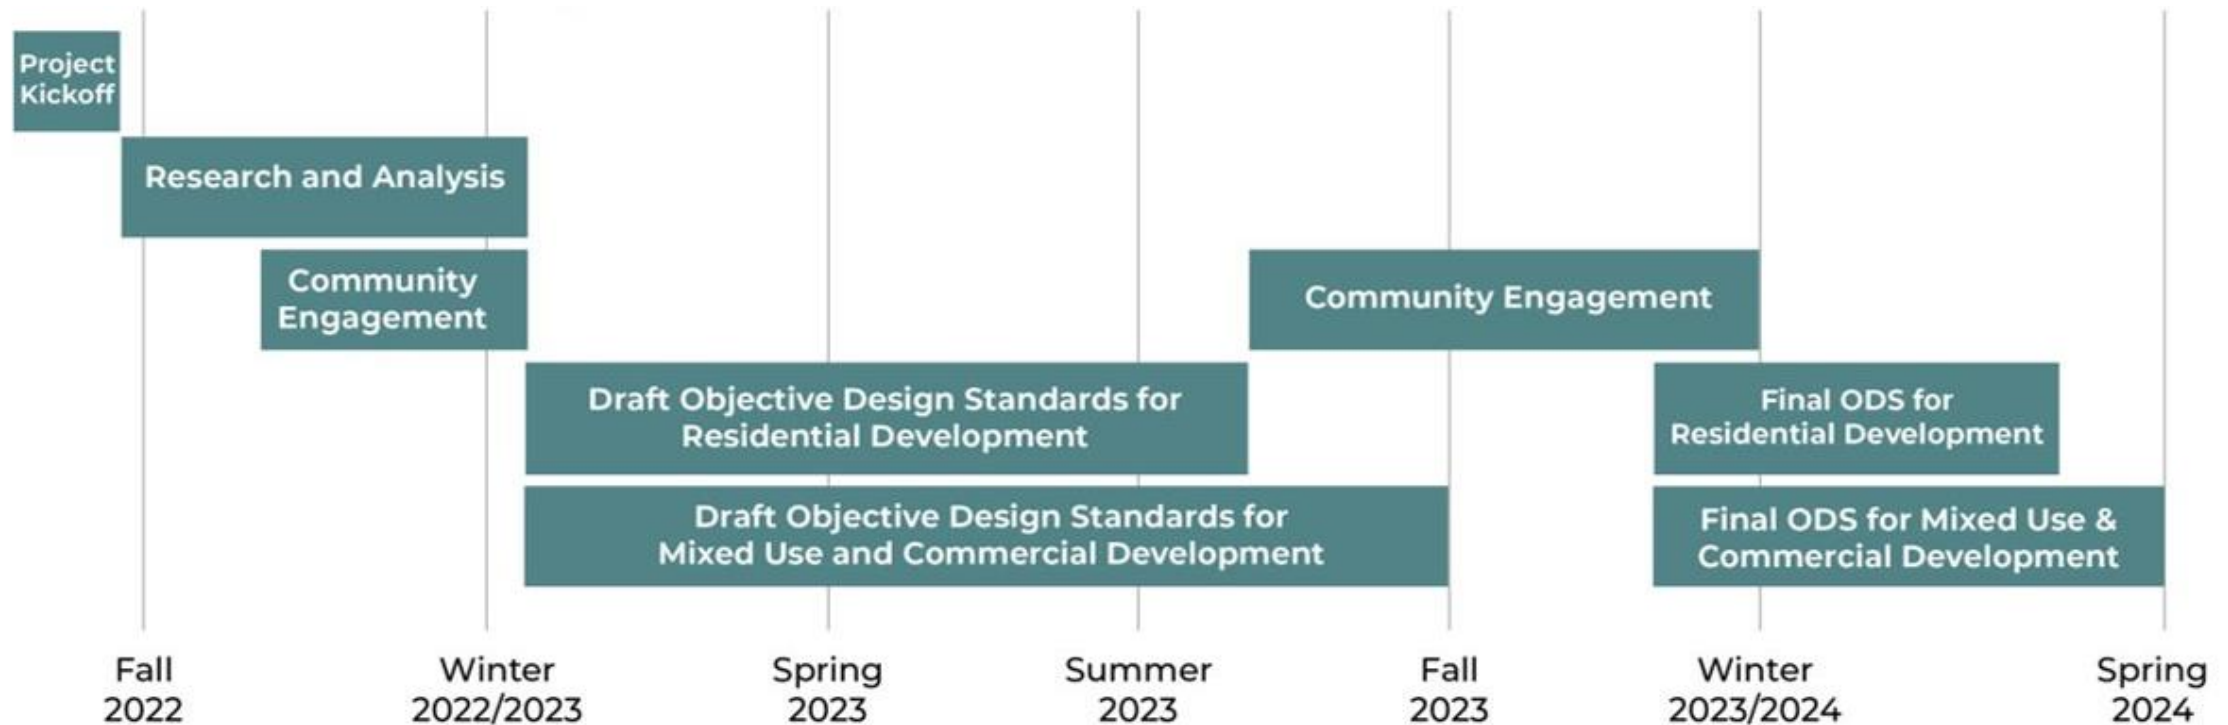 Project
Kickoff
Research and Analysis
Community
Engagement
Community Engagement
Draft Objective Design Standards for
Residential Development
Final ODS for
Residential Development
Draft Objective Design Standards for
Mixed Use and Commercial Development
Final ODS for Mixed Use &
Commercial Development
Fall
2022
Winter
2022/2023
Spring
2023
Summer
2023
Fall
2023
Winter
2023/2024
Spring
2024